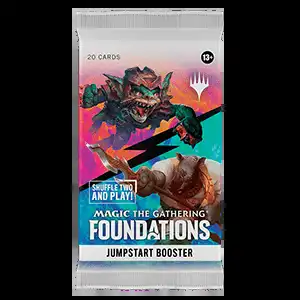 20 CARDS
13+
SHUFFLE TWO
AND PLAY!
MAGIC THE GATHERING
FOUNDATIONS
JUMPSTART BOOSTER